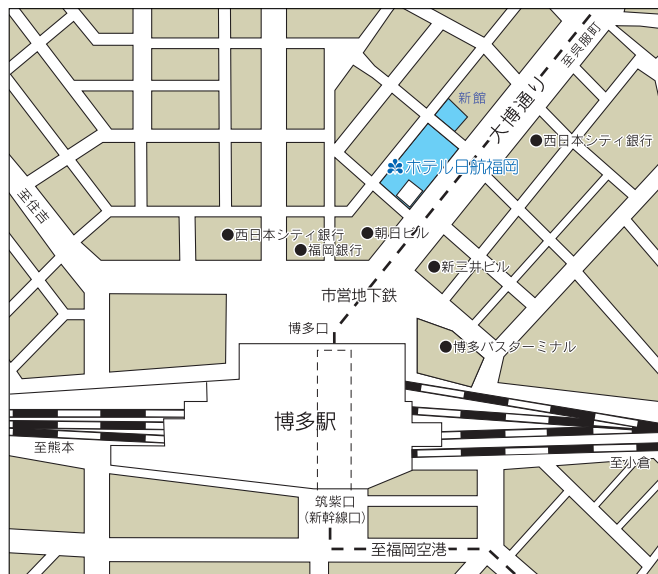 至呉服町
新館
大博通り
西日本シティ銀行
ホテル日航福岡
至住吉
西日本シティ銀行
朝日ビル
福岡銀行
新三井ビル
市営地下鉄
博多口
博多バスターミナル
博多駅
至熊本
至小倉
筑紫口
(新幹線口)
至福岡空港